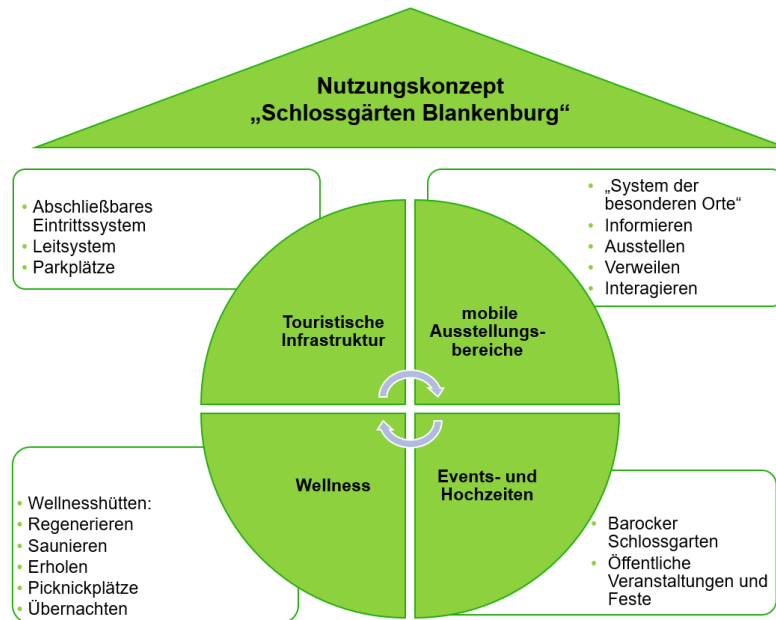 Nutzungskonzept
„Schlossgärten Blankenburg“
• Abschließbares
Eintrittssystem
• Leitsystem
• Parkplätze
• „System der
besonderen Orte“
• Informieren
• Ausstellen
• Verweilen
• Interagieren
Touristische
Infrastruktur
mobile
Ausstellungs-
bereiche
Wellness
Events- und
Hochzeiten
• Wellnesshütten:
• Regenerieren
• Saunieren
• Erholen
• Picknickplätze
• Übernachten
• Barocker
Schlossgarten
• Öffentliche
Veranstaltungen und
Feste